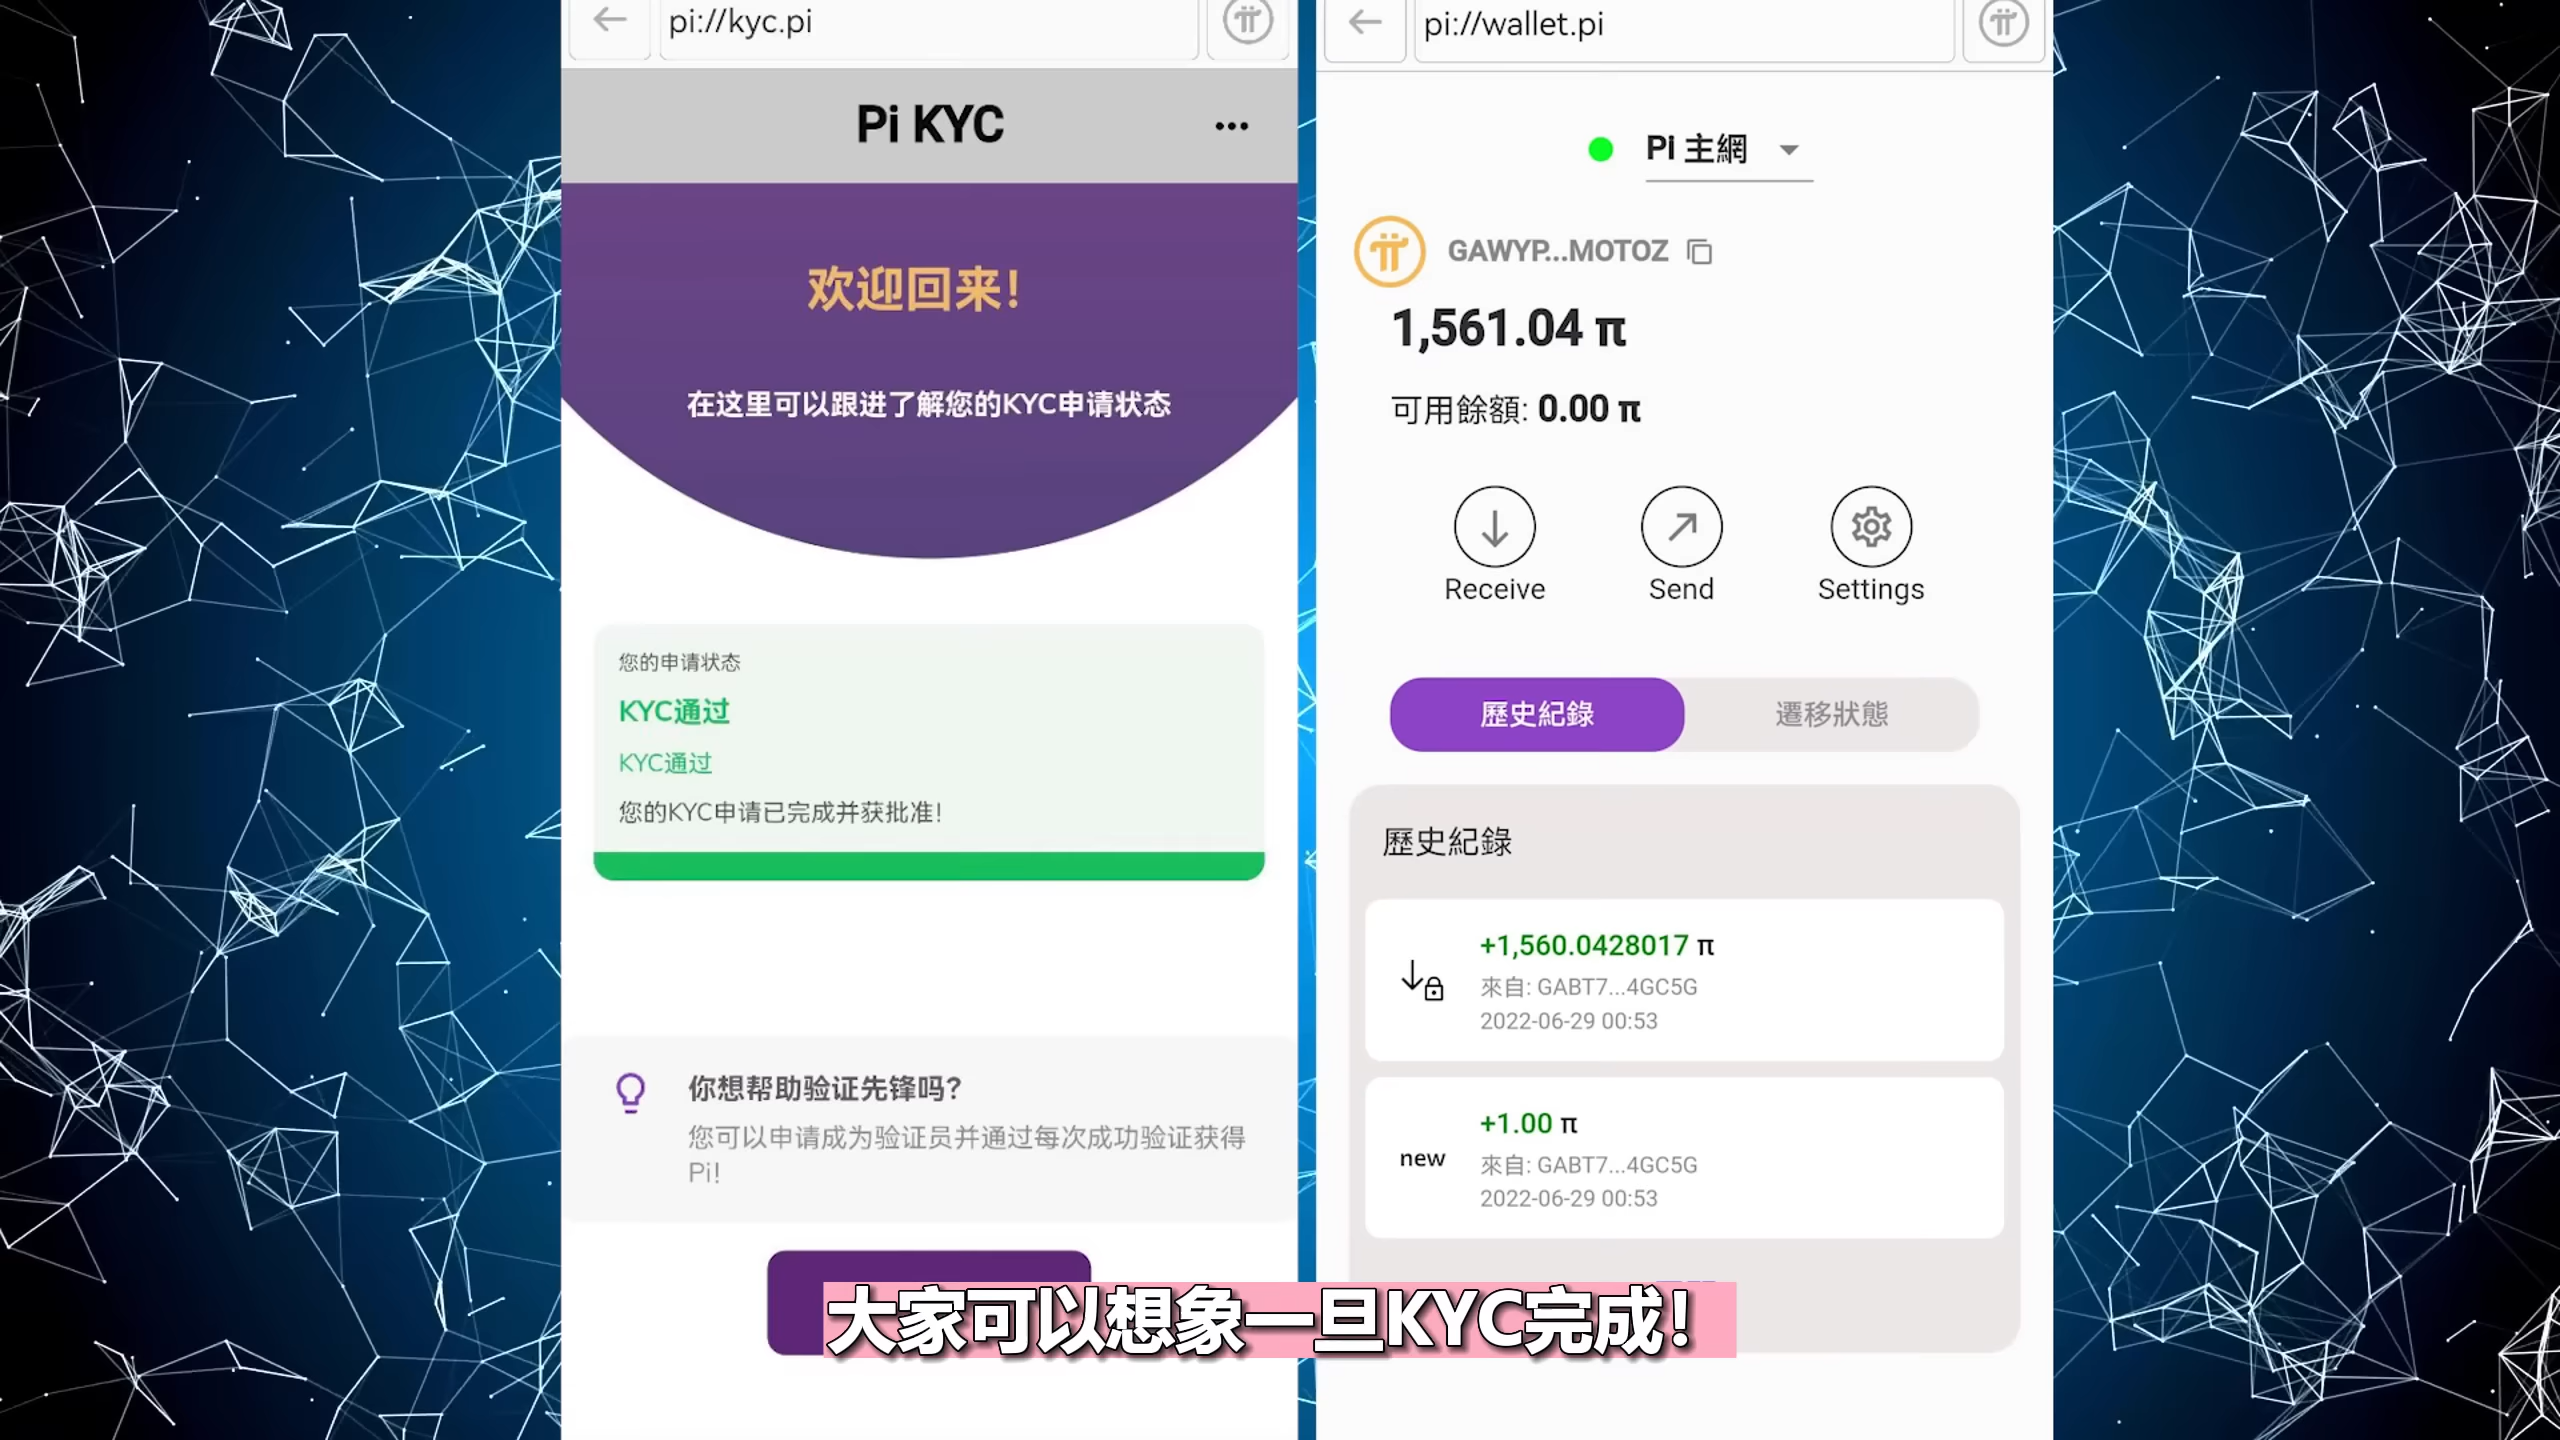 pi://kyc.pi
Pi KYC
欢迎回来!
在这里可以跟进了解您的KYC申请状态
您的申请状态
KYC通过
KYC通过
您的KYC申请已完成并获批准!
你想帮助验证先锋吗?
您可以申请成为验证员并通过每次成功验证获得
Pi!
pi://wallet.pi
Pi 主網
GAWYP...MOTOZ
1,561.04 π
可用餘額: 0.00 π
Receive
Send
Settings
歷史紀錄
遷移狀態
歷史紀錄
+1,560.0428017 π
來自: GABT7...4GC5G
2022-06-29 00:53
+1.00 π
new
來自: GABT7...4GC5G
2022-06-29 00:53
大家可以想象一旦KYC完成!